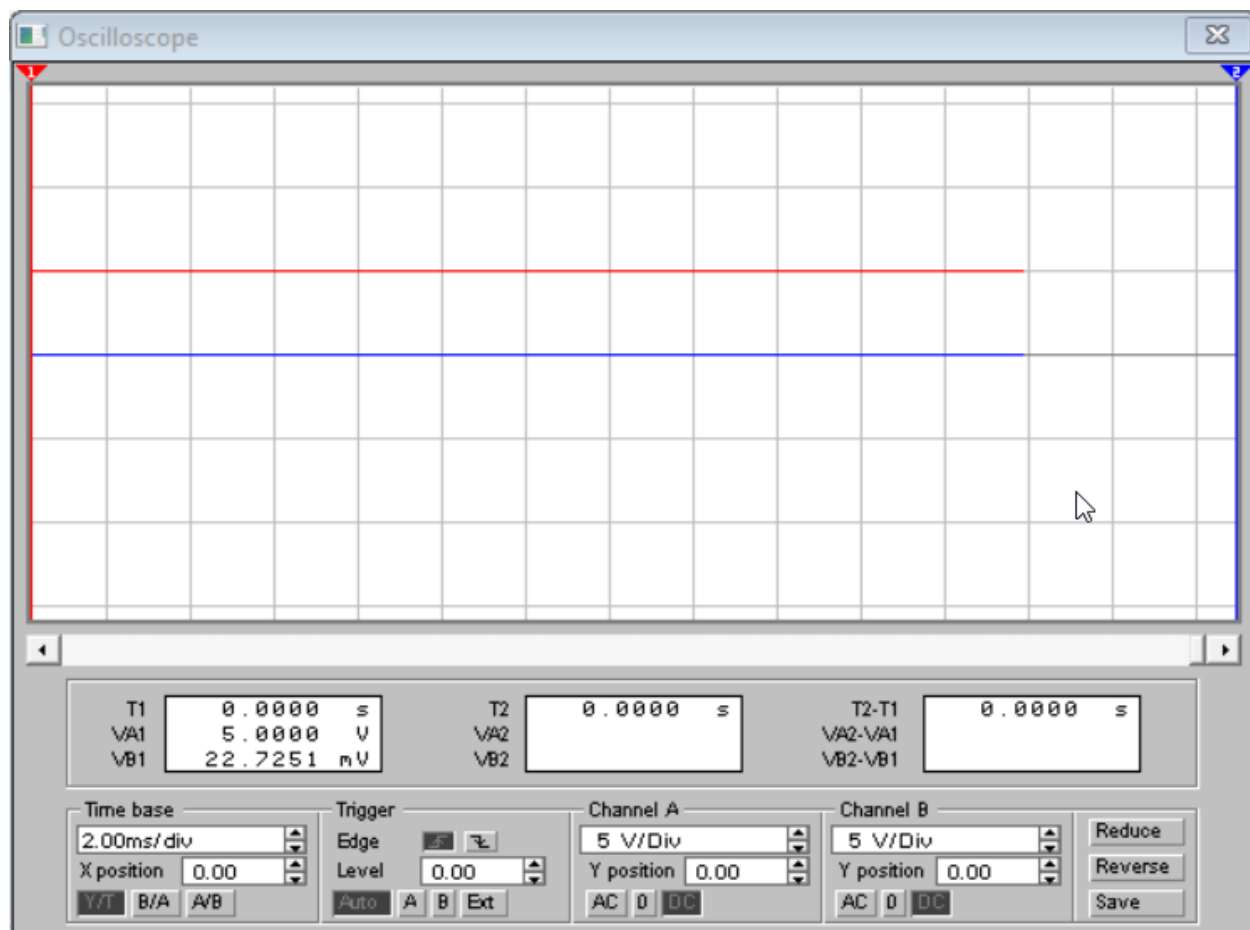 Oscilloscope
1 2
T1 0.0000 s T2 0.0000 s T2-T1 0.0000 s
VA1 5.0000 V VA2 VA2-VA1
VB1 22.7251 mV VB2 VB2-VB1
Time base Trigger Channel A Channel B
2.00ms/div Edge 5 V/Div 5 V/Div Reduce
X position 0.00 Level 0.00 Y position 0.00 Y position 0.00 Reverse
Y/T B/A A/B Auto A B Ext AC 0 DC AC 0 DC Save